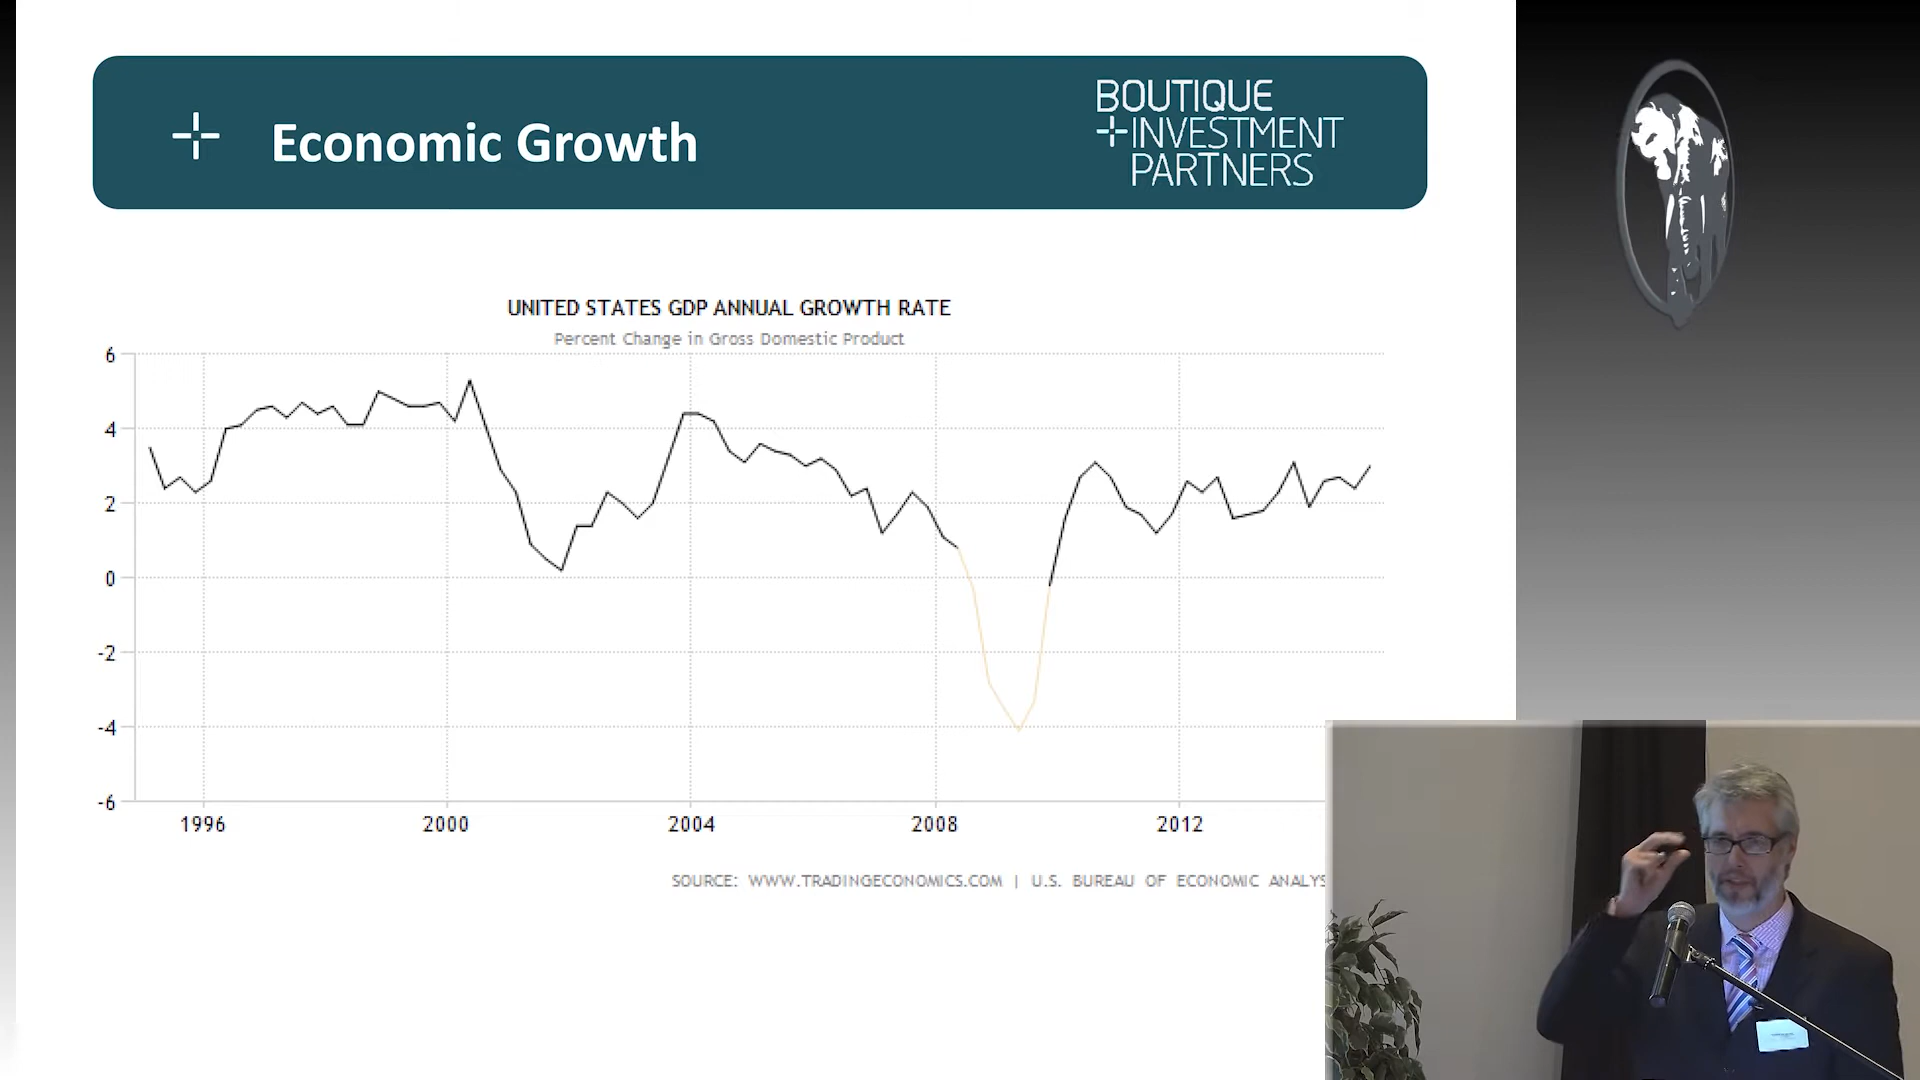 Economic Growth
BOUTIQUE
INVESTMENT
PARTNERS
UNITED STATES GDP ANNUAL GROWTH RATE
Percent Change in Gross Domestic Product
6
4
2
0
-2
-4
-6
1996 2000 2004 2008 2012
SOURCE: WWW.TRADINGECONOMICS.COM | U.S. BUREAU OF ECONOMIC ANALYS